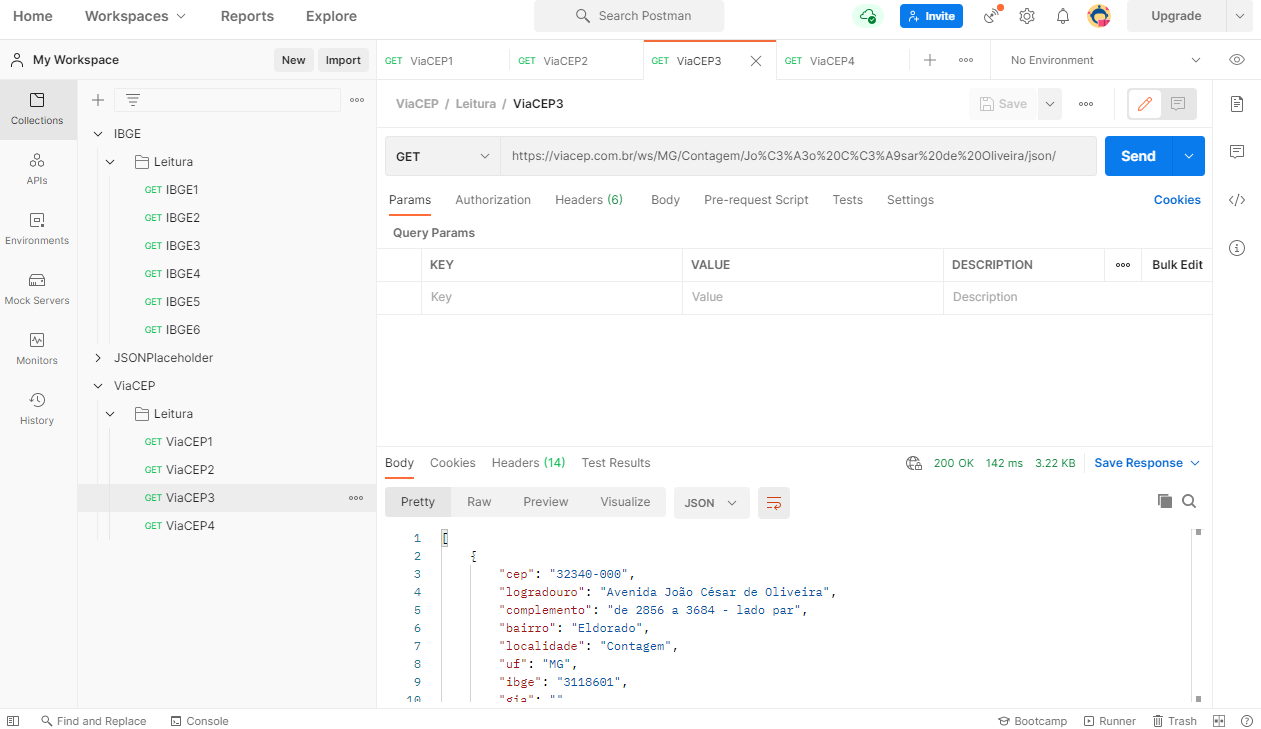 Home Workspaces Reports Explore Search Postman Invite Upgrade
My Workspace New Import GET ViaCEP1 GET ViaCEP2 GET ViaCEP3 GET ViaCEP4 No Environment
Collections
APIs
Environments
Mock Servers
Monitors
History
IBGE
Leitura
GET IBGE1
GET IBGE2
GET IBGE3
GET IBGE4
GET IBGE5
GET IBGE6
JSONPlaceholder
ViaCEP
Leitura
GET ViaCEP1
GET ViaCEP2
GET ViaCEP3
GET ViaCEP4
ViaCEP / Leitura / ViaCEP3 Save
GET https://viacep.com.br/ws/MG/Contagem/Jo%C3%A3o%20C%C3%A9sar%20de%20Oliveira/json/ Send
Params Authorization Headers (6) Body Pre-request Script Tests Settings Cookies
Query Params
KEY VALUE DESCRIPTION Bulk Edit
Key Value Description
Body Cookies Headers (14) Test Results 200 OK 142 ms 3.22 KB Save Response
Pretty Raw Preview Visualize JSON
1 [
2 {
3 "cep": "32340-000",
4 "logradouro": "Avenida João César de Oliveira",
5 "complemento": "de 2856 a 3684 - lado par",
6 "bairro": "Eldorado",
7 "localidade": "Contagem",
8 "uf": "MG",
9 "ibge": "3118601",
10 "gia": ""
Find and Replace Console Bootcamp Runner Trash